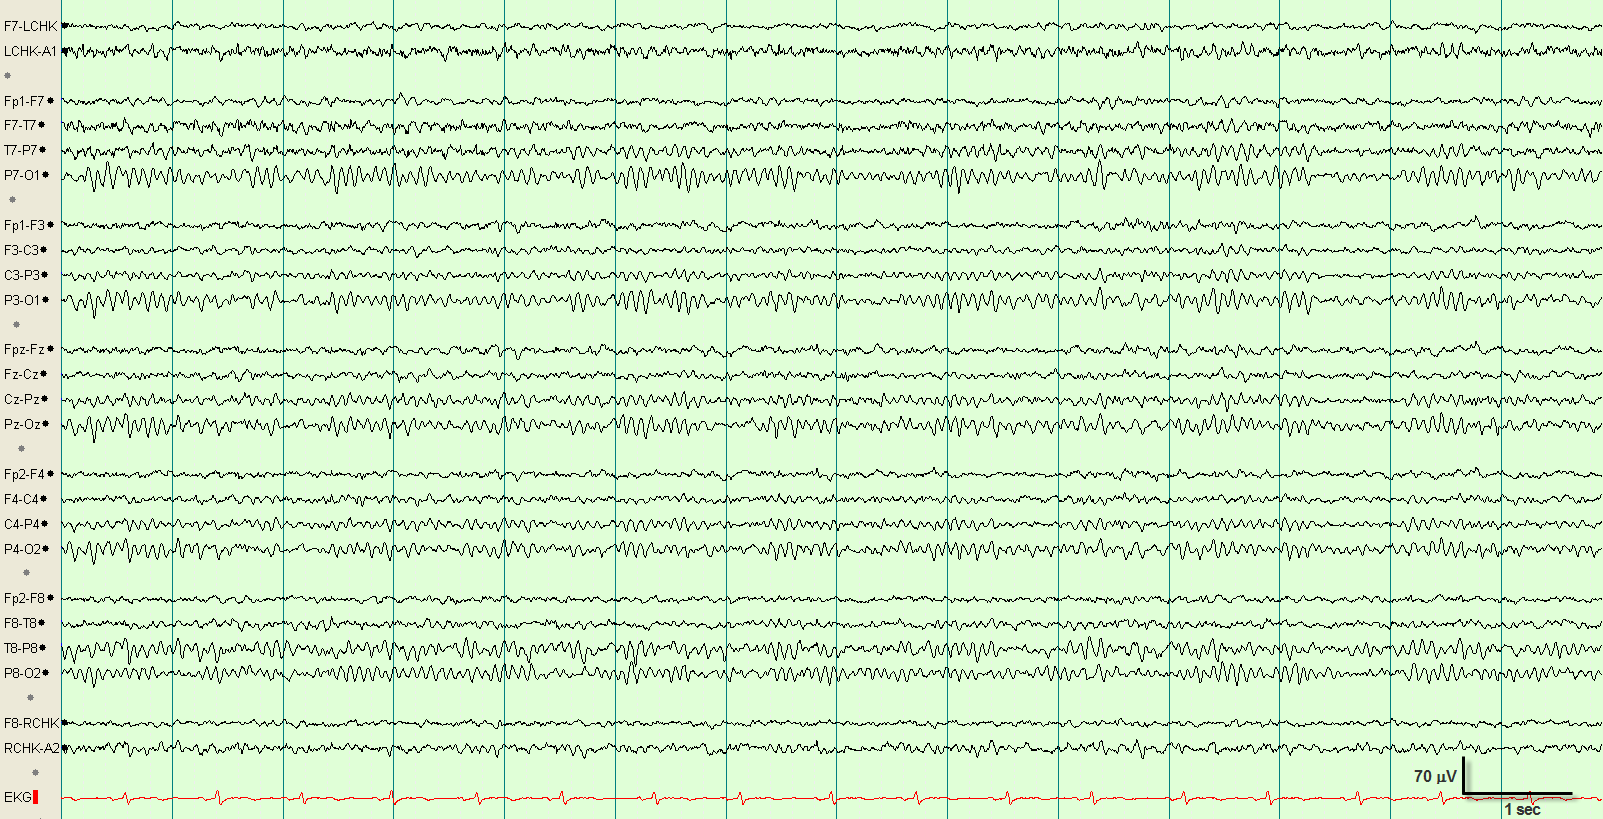 F7-LCHK
LCHK-A1
Fp1-F7
F7-T7
T7-P7
P7-O1
Fp1-F3
F3-C3
C3-P3
P3-O1
Fpz-Fz
Fz-Cz
Cz-Pz
Pz-Oz
Fp2-F4
F4-C4
C4-P4
P4-O2
Fp2-F8
F8-T8
T8-P8
P8-O2
F8-RCHK
RCHK-A2
70 µV
EKG
1 sec